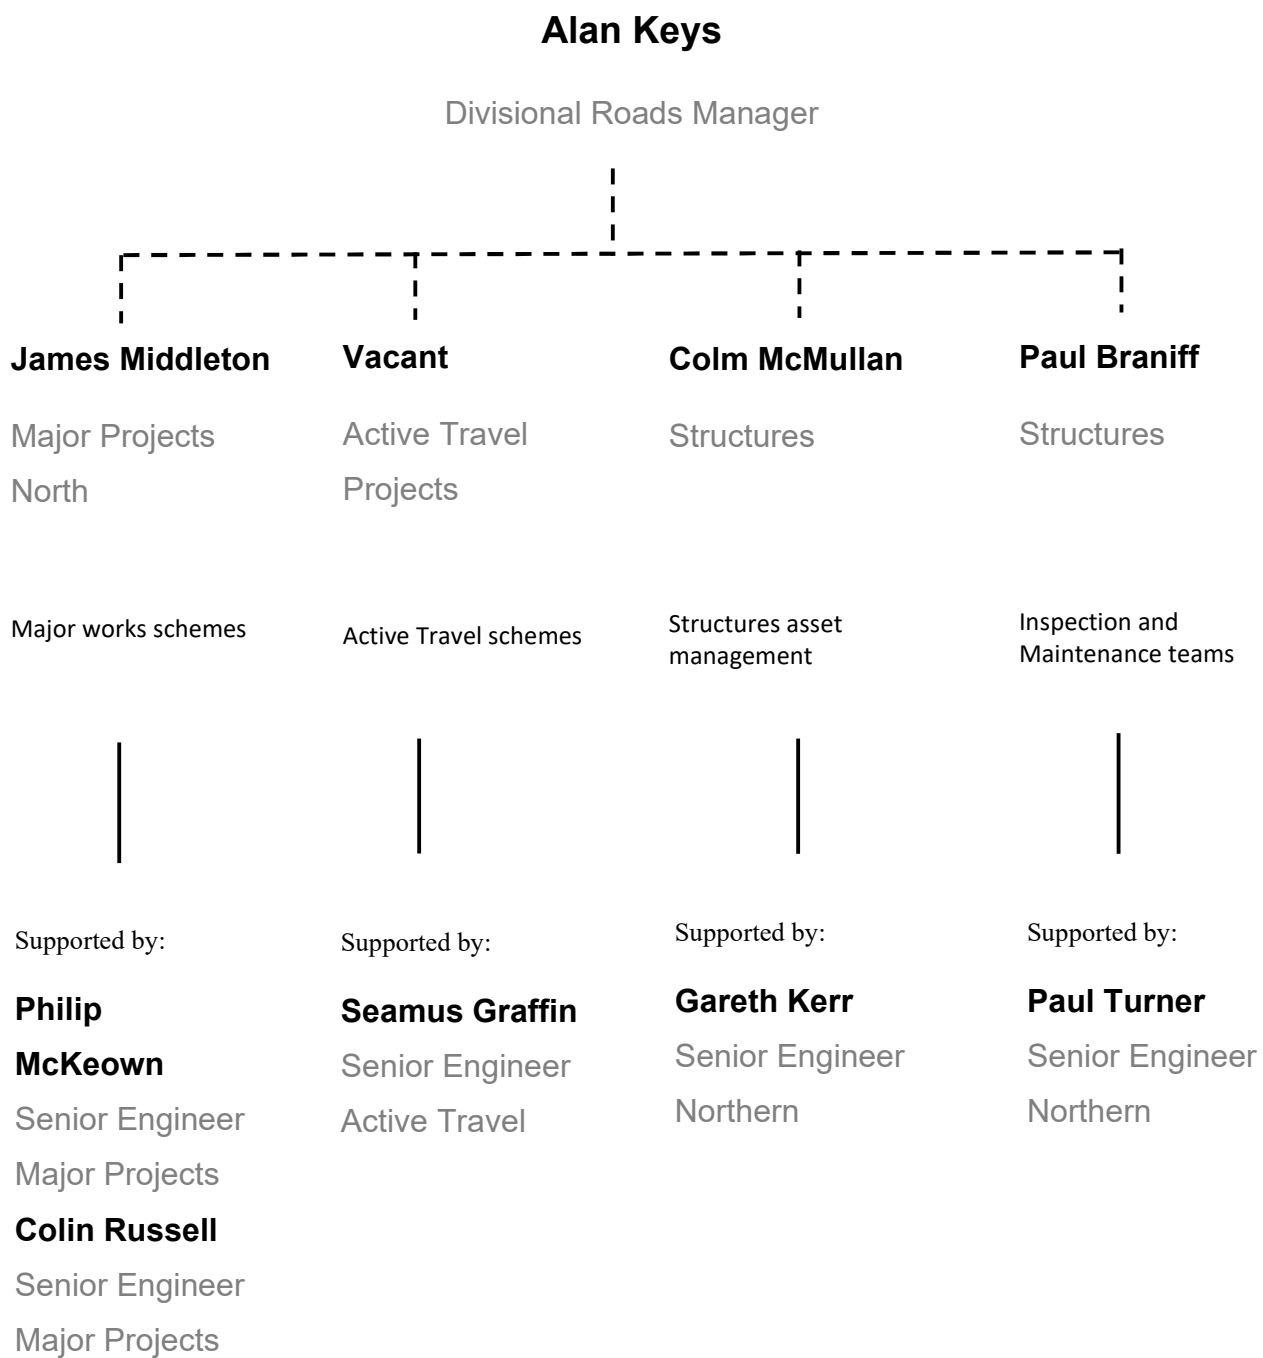 Alan Keys
Divisional Roads Manager
James Middleton
Major Projects
North
Major works schemes
Supported by:
Philip
McKeown
Senior Engineer
Major Projects
Colin Russell
Senior Engineer
Major Projects
Vacant
Active Travel
Projects
Active Travel schemes
Supported by:
Seamus Graffin
Senior Engineer
Active Travel
Colm McMullan
Structures
Structures asset
management
Supported by:
Gareth Kerr
Senior Engineer
Northern
Paul Braniff
Structures
Inspection and
Maintenance teams
Supported by:
Paul Turner
Senior Engineer
Northern